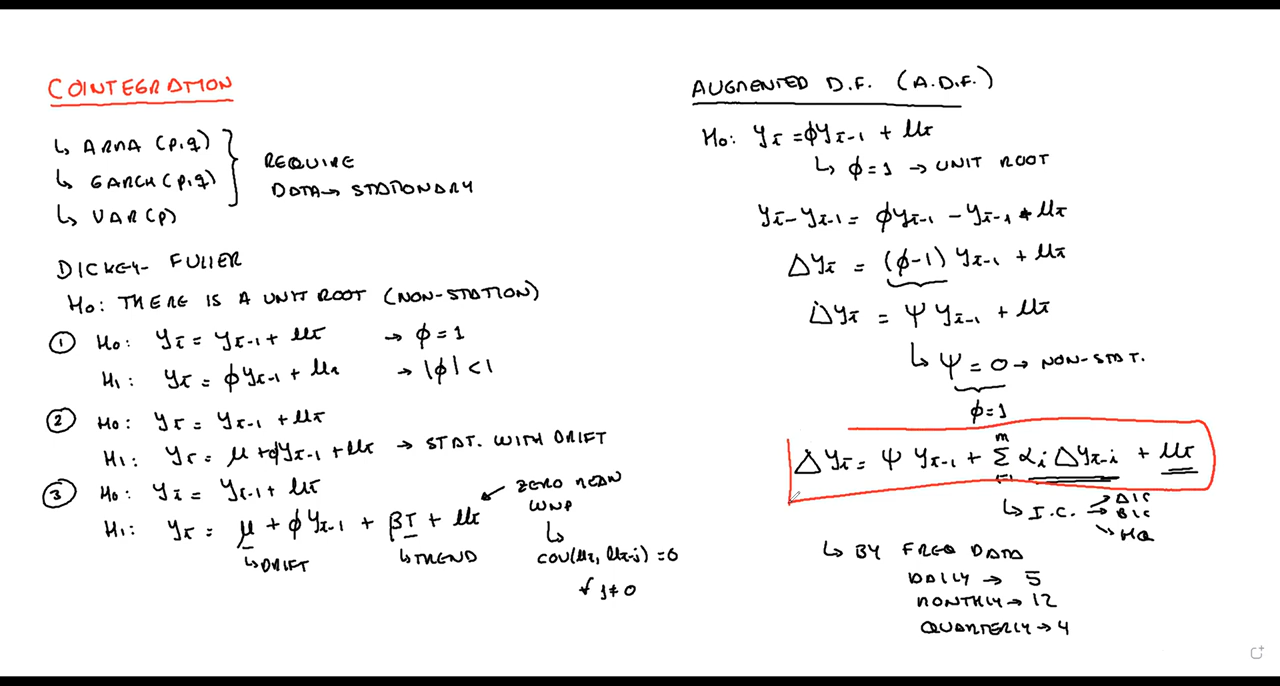 COINTEGRATION
↳ ARMA (P,q)
↳ GARCH (P,q)
↳ VAR (P)
REQUIRE
DATA → STATIONARY
DICKEY- FULLER
H₀: THERE IS A UNIT ROOT (NON-STATION)
① H₀: yₜ = yₜ₋₁ + uₜ → ϕ = 1
H₁: yₜ = ϕyₜ₋₁ + uₜ → |ϕ| < 1
② H₀: yₜ = yₜ₋₁ + uₜ
H₁: yₜ = μ + ϕyₜ₋₁ + uₜ → STAT. WITH DRIFT
③ H₀: yₜ = yₜ₋₁ + uₜ
H₁: yₜ = μ + ϕyₜ₋₁ + βT + uₜ
↳ DRIFT
↳ TREND
ZERO MEAN
WNP
↳
COV(uₜ, uₜ₋ⱼ) = 0
∀ j ≠ 0
AUGMENTED D.F. (A.D.F.)
H₀: yₜ = ϕyₜ₋₁ + uₜ
↳ ϕ = 1 → UNIT ROOT
yₜ - yₜ₋₁ = ϕyₜ₋₁ - yₜ₋₁ + uₜ
Δyₜ = (ϕ-1) yₜ₋₁ + uₜ
Δyₜ = ψ yₜ₋₁ + uₜ
↳ ψ = 0 → NON-STAT.
ϕ = 1
Δyₜ = ψ yₜ₋₁ + Σᵢ₌₁ᵐ αᵢ Δyₜ₋ᵢ + uₜ
↳ I.C. → AIC
→ BIC
→ HQ
↳ BY FREQ DATA
DAILY → 5
MONTHLY → 12
QUARTERLY → 4